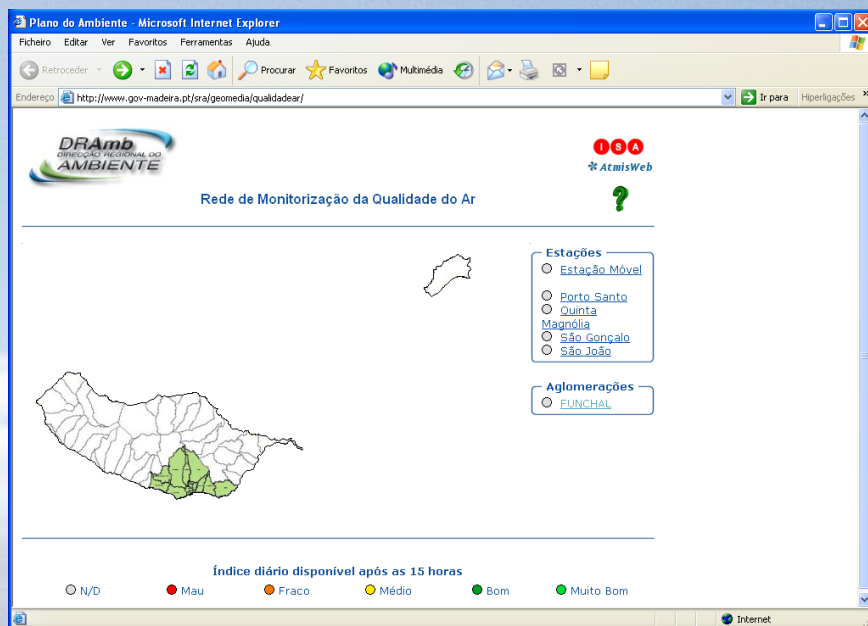 Plano do Ambiente - Microsoft Internet Explorer
Ficheiro Editar Ver Favoritos Ferramentas Ajuda
Retroceder Procurar Favoritos Multimédia
Endereço http://www.gov-madeira.pt/sra/geomedia/qualidadear/ Ir para Hiperligações »
DRAmb
DIRECÇÃO REGIONAL DO
AMBIENTE
ISA
AtmisWeb
?
Rede de Monitorização da Qualidade do Ar
Estações
Estação Móvel
Porto Santo
Quinta
Magnólia
São Gonçalo
São João
Aglomerações
FUNCHAL
Índice diário disponível após as 15 horas
N/D Mau Fraco Médio Bom Muito Bom
Internet